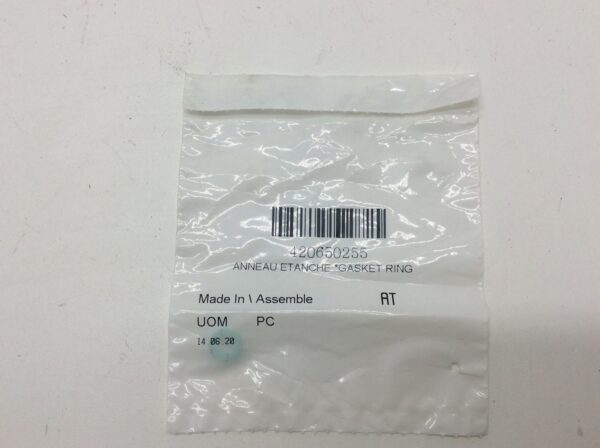 420650255
ANNEAU ETANCHE *GASKET RING
Made In \ Assemble AT
UOM PC
14 06 20